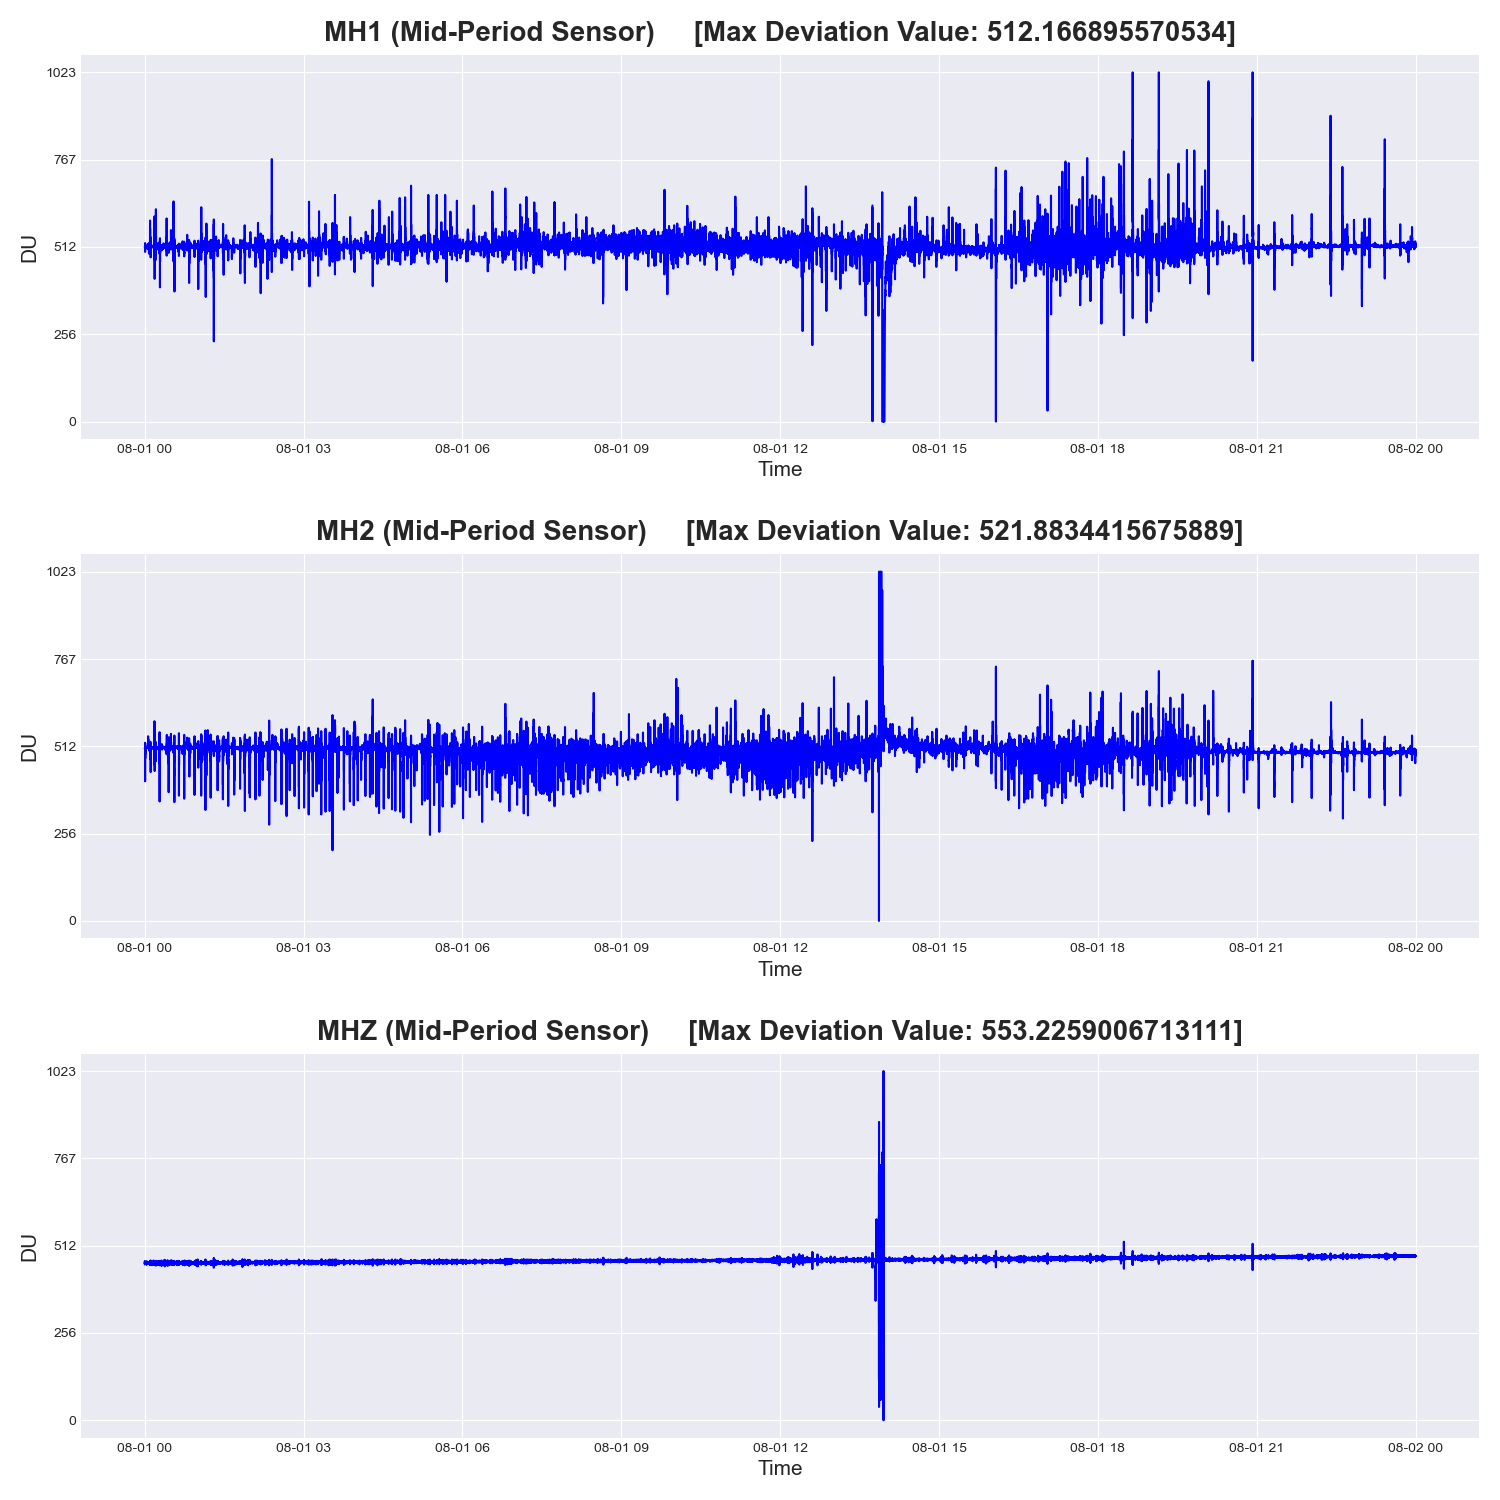 MH1 (Mid-Period Sensor) [Max Deviation Value: 512.166895570534]
1023
767
512
256
0
DU
08-01 00 08-01 03 08-01 06 08-01 09 08-01 12 08-01 15 08-01 18 08-01 21 08-02 00
Time
MH2 (Mid-Period Sensor) [Max Deviation Value: 521.8834415675889]
1023
767
512
256
0
DU
08-01 00 08-01 03 08-01 06 08-01 09 08-01 12 08-01 15 08-01 18 08-01 21 08-02 00
Time
MHZ (Mid-Period Sensor) [Max Deviation Value: 553.2259006713111]
1023
767
512
256
0
DU
08-01 00 08-01 03 08-01 06 08-01 09 08-01 12 08-01 15 08-01 18 08-01 21 08-02 00
Time